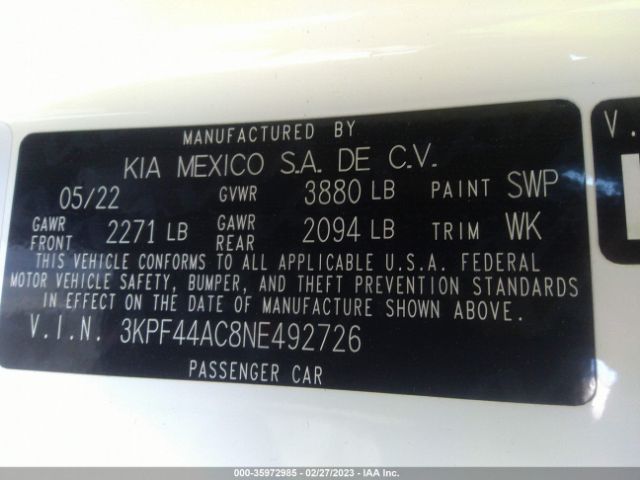 MANUFACTURED BY
KIA MEXICO S.A. DE C.V.
05/22 GVWR 3880 LB PAINT SWP
GAWR FRONT 2271 LB GAWR REAR 2094 LB TRIM WK
THIS VEHICLE CONFORMS TO ALL APPLICABLE U.S.A. FEDERAL
MOTOR VEHICLE SAFETY, BUMPER, AND THEFT PREVENTION STANDARDS
IN EFFECT ON THE DATE OF MANUFACTURE SHOWN ABOVE.
V.I.N. 3KPF44AC8NE492726
PASSENGER CAR
V.
000-35972985 - 02/27/2023 - IAA Inc.